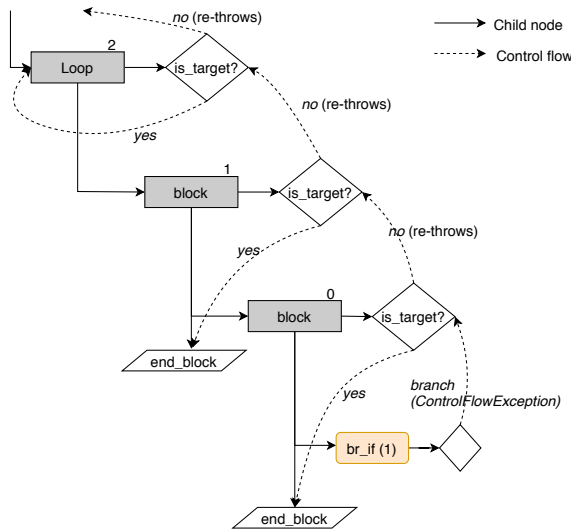 no (re-throws)
Child node
2
Loop
is_target?
Control flow
no (re-throws)
yes
1
block
is_target?
no (re-throws)
yes
0
block
is_target?
end_block
branch
(ControlFlowException)
yes
br_if (1)
end_block